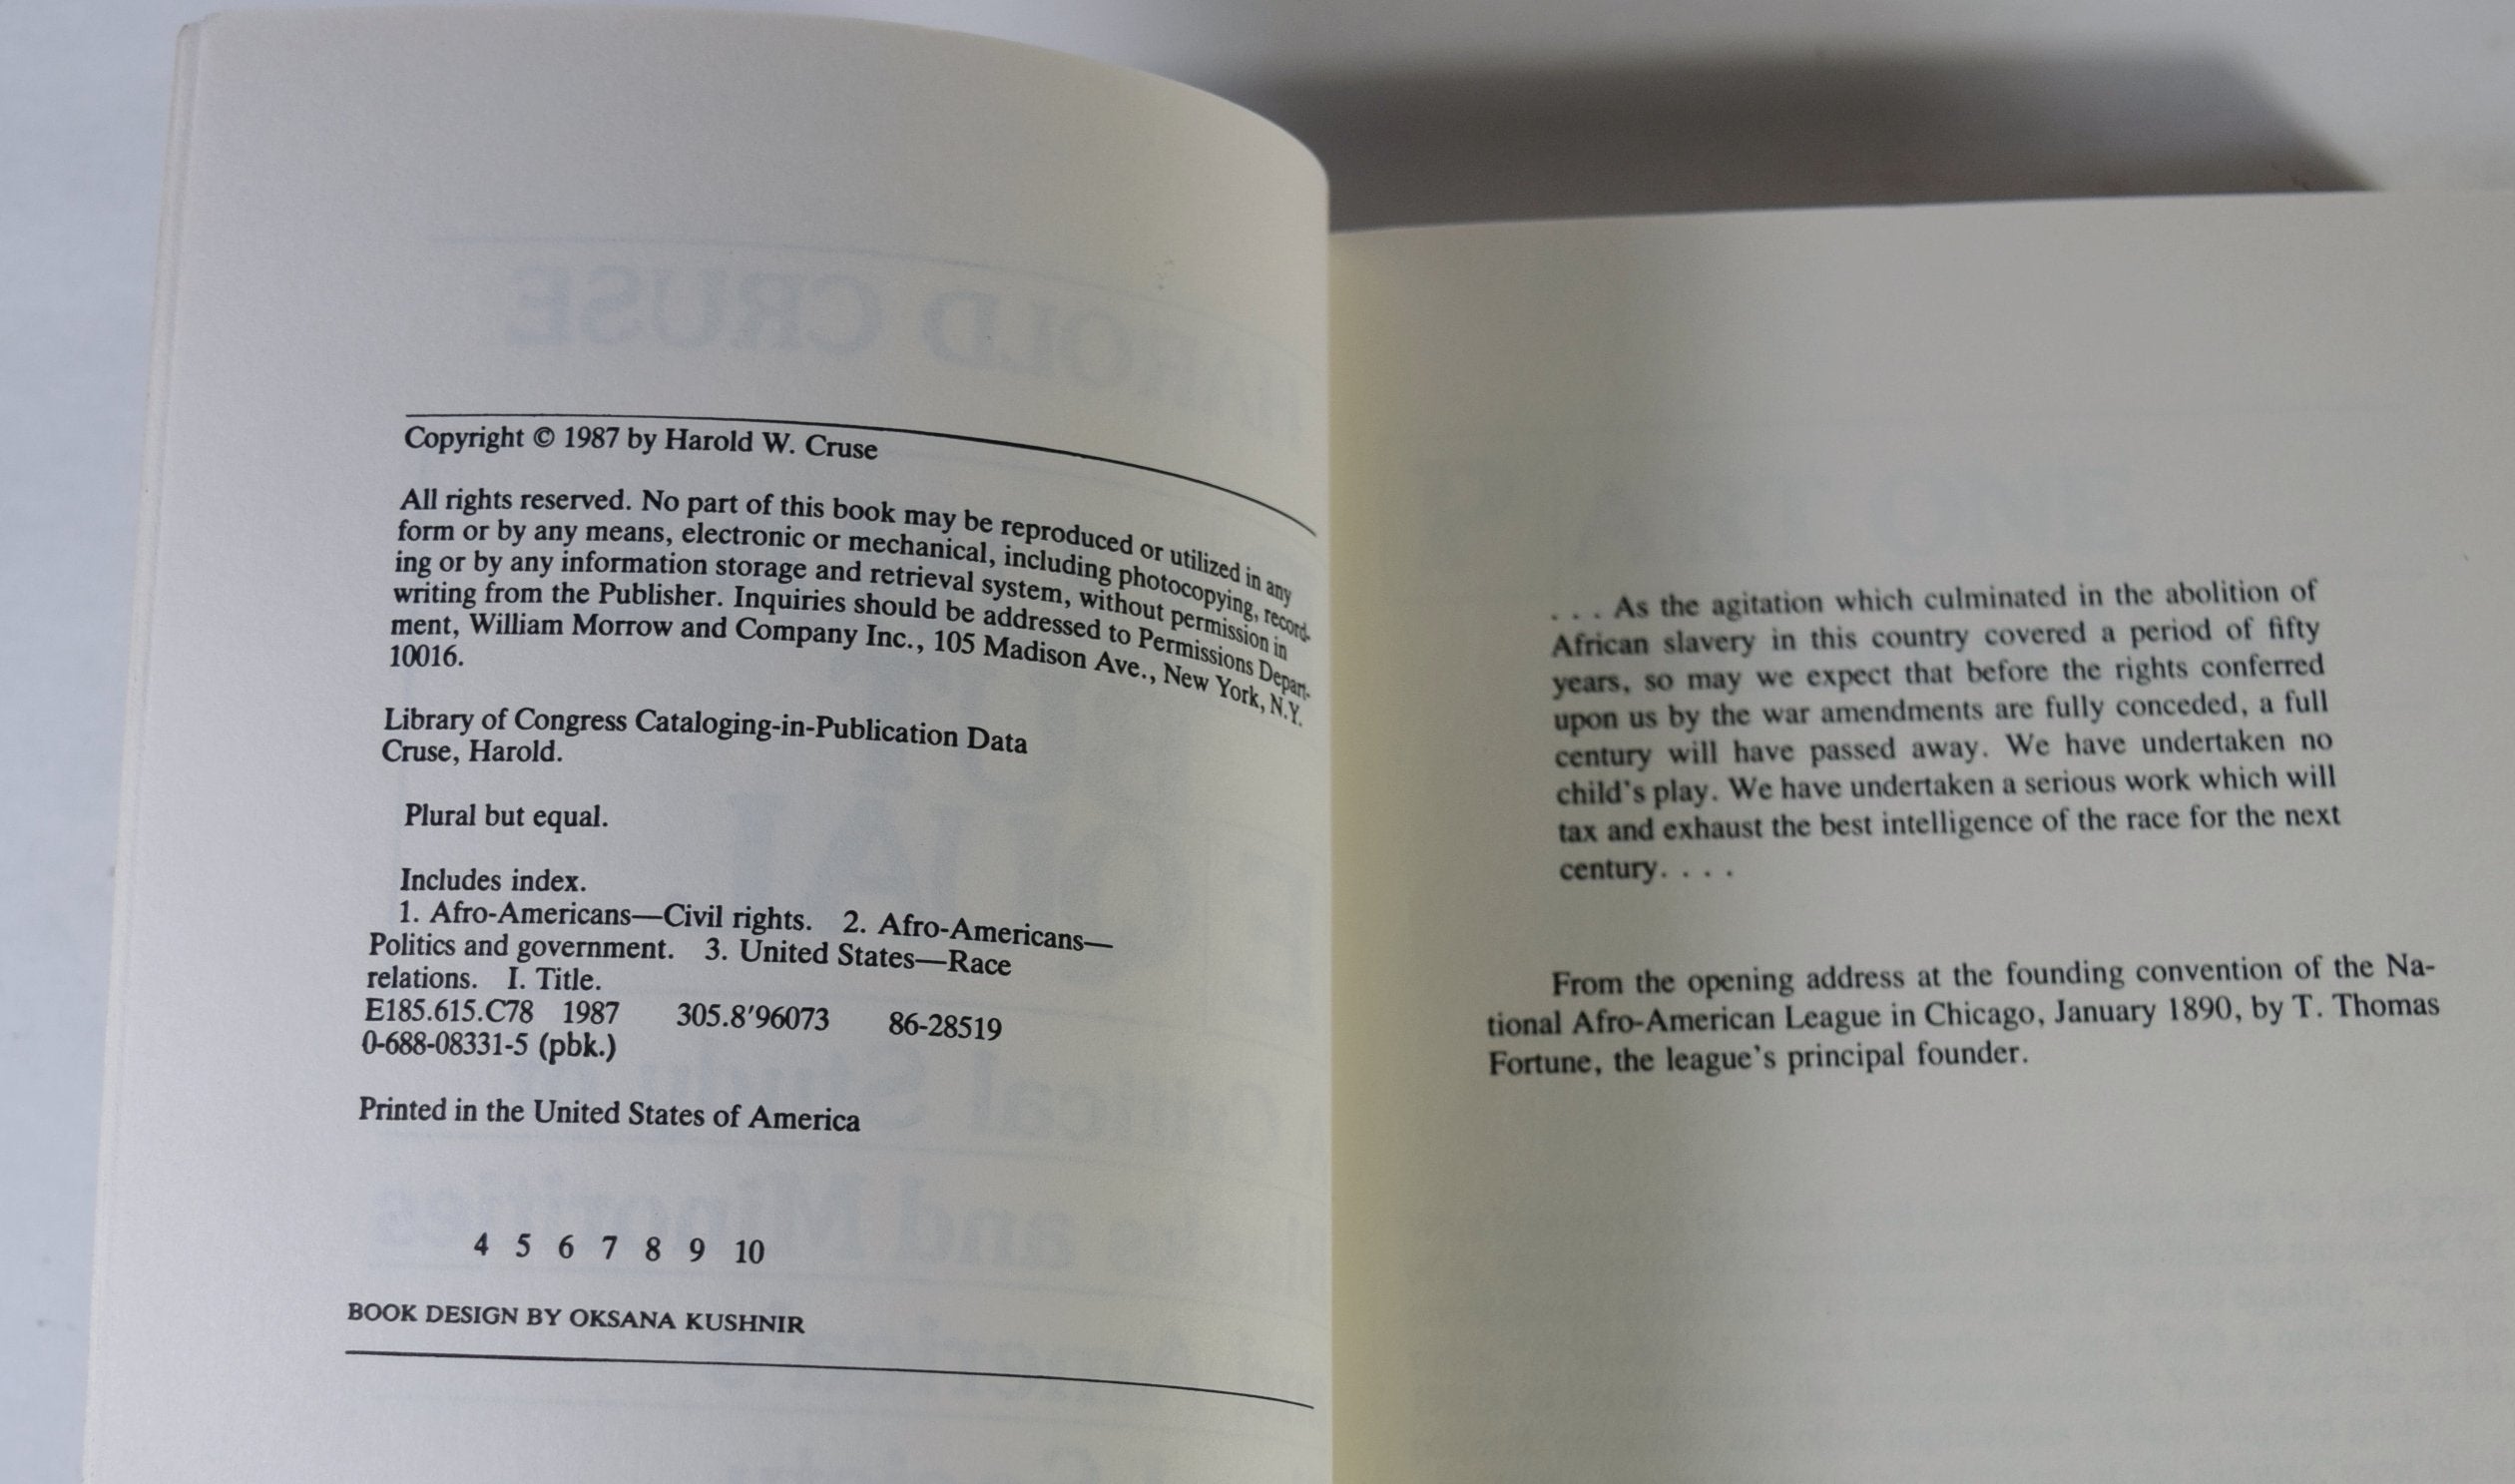 Copyright © 1987 by Harold W. Cruse
All rights reserved. No part of this book may be reproduced or utilized in any
form or by any means, electronic or mechanical, including photocopying, record-
ing or by any information storage and retrieval system, without permission in
writing from the Publisher. Inquiries should be addressed to Permissions Depart-
ment, William Morrow and Company Inc., 105 Madison Ave., New York, N.Y.
10016.
Library of Congress Cataloging-in-Publication Data
Cruse, Harold.
Plural but equal.
Includes index.
1. Afro-Americans—Civil rights. 2. Afro-Americans—
Politics and government. 3. United States—Race
relations. I. Title.
E185.615.C78 1987 305.8'96073 86-28519
0-688-08331-5 (pbk.)
Printed in the United States of America
4 5 6 7 8 9 10
BOOK DESIGN BY OKSANA KUSHNIR
. . . As the agitation which culminated in the abolition of
African slavery in this country covered a period of fifty
years, so may we expect that before the rights conferred
upon us by the war amendments are fully conceded, a full
century will have passed away. We have undertaken no
child's play. We have undertaken a serious work which will
tax and exhaust the best intelligence of the race for the next
century. . . .
From the opening address at the founding convention of the Na-
tional Afro-American League in Chicago, January 1890, by T. Thomas
Fortune, the league's principal founder.